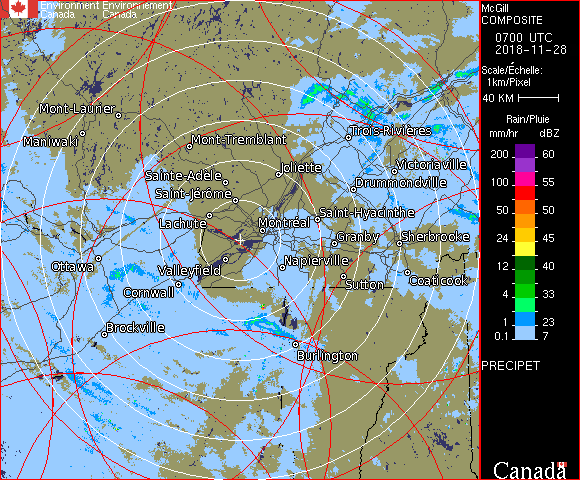 Environment Environnement
Canada Canada
McGill
COMPOSITE
0700 UTC
2018-11-28
Scale/Échelle:
1km/Pixel
40 KM
Rain/Pluie
mm/hr dBZ
200 60
100 55
50 50
24 45
12 40
4 33
1 23
0.1 7
PRECIPET
Mont-Laurier
Maniwaki
Mont-Tremblant
Trois-Rivières
Joliette
Victoriaville
Sainte-Adèle
Drummondville
Saint-Jérôme
Saint-Hyacinthe
Lachute
Montréal
Granby
Sherbrooke
Ottawa
Valleyfield
Napierville
Coaticook
Cornwall
Sutton
Brockville
Burlington
Canada